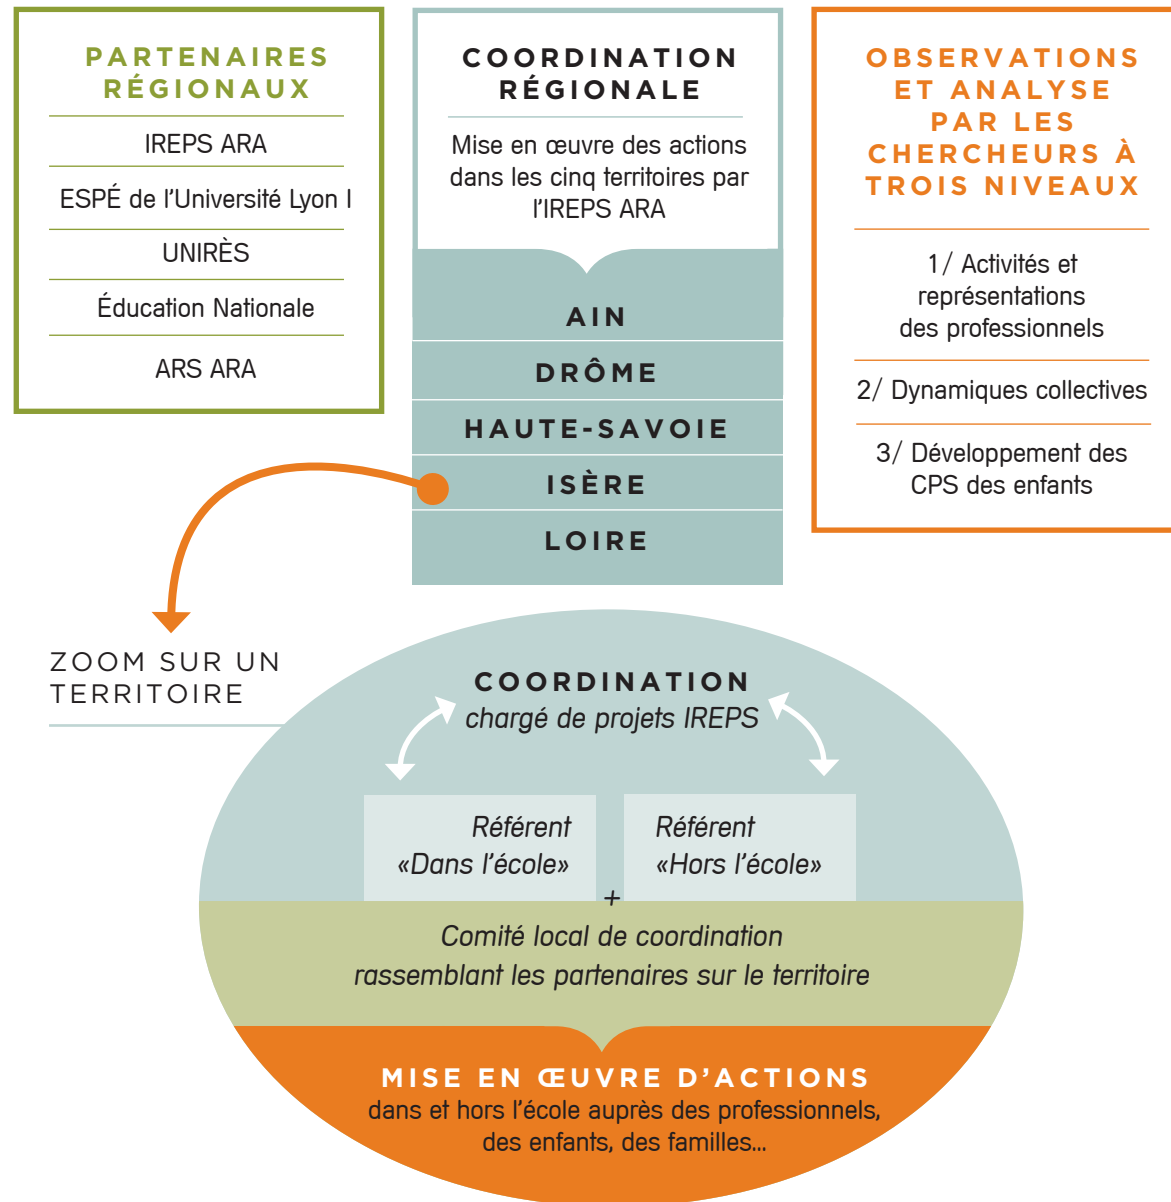 PARTENAIRES
RÉGIONAUX
IREPS ARA
ESPÉ de l'Université Lyon I
UNIRÈS
Éducation Nationale
ARS ARA
COORDINATION
RÉGIONALE
Mise en œuvre des actions
dans les cinq territoires par
l'IREPS ARA
AIN
DRÔME
HAUTE-SAVOIE
ISÈRE
LOIRE
OBSERVATIONS
ET ANALYSE
PAR LES
CHERCHEURS À
TROIS NIVEAUX
1/ Activités et
représentations
des professionnels
2/ Dynamiques collectives
3/ Développement des
CPS des enfants
ZOOM SUR UN
TERRITOIRE
COORDINATION
chargé de projets IREPS
Référent
«Dans l'école»
Référent
«Hors l'école»
+
Comité local de coordination
rassemblant les partenaires sur le territoire
MISE EN ŒUVRE D'ACTIONS
dans et hors l'école auprès des professionnels,
des enfants, des familles...